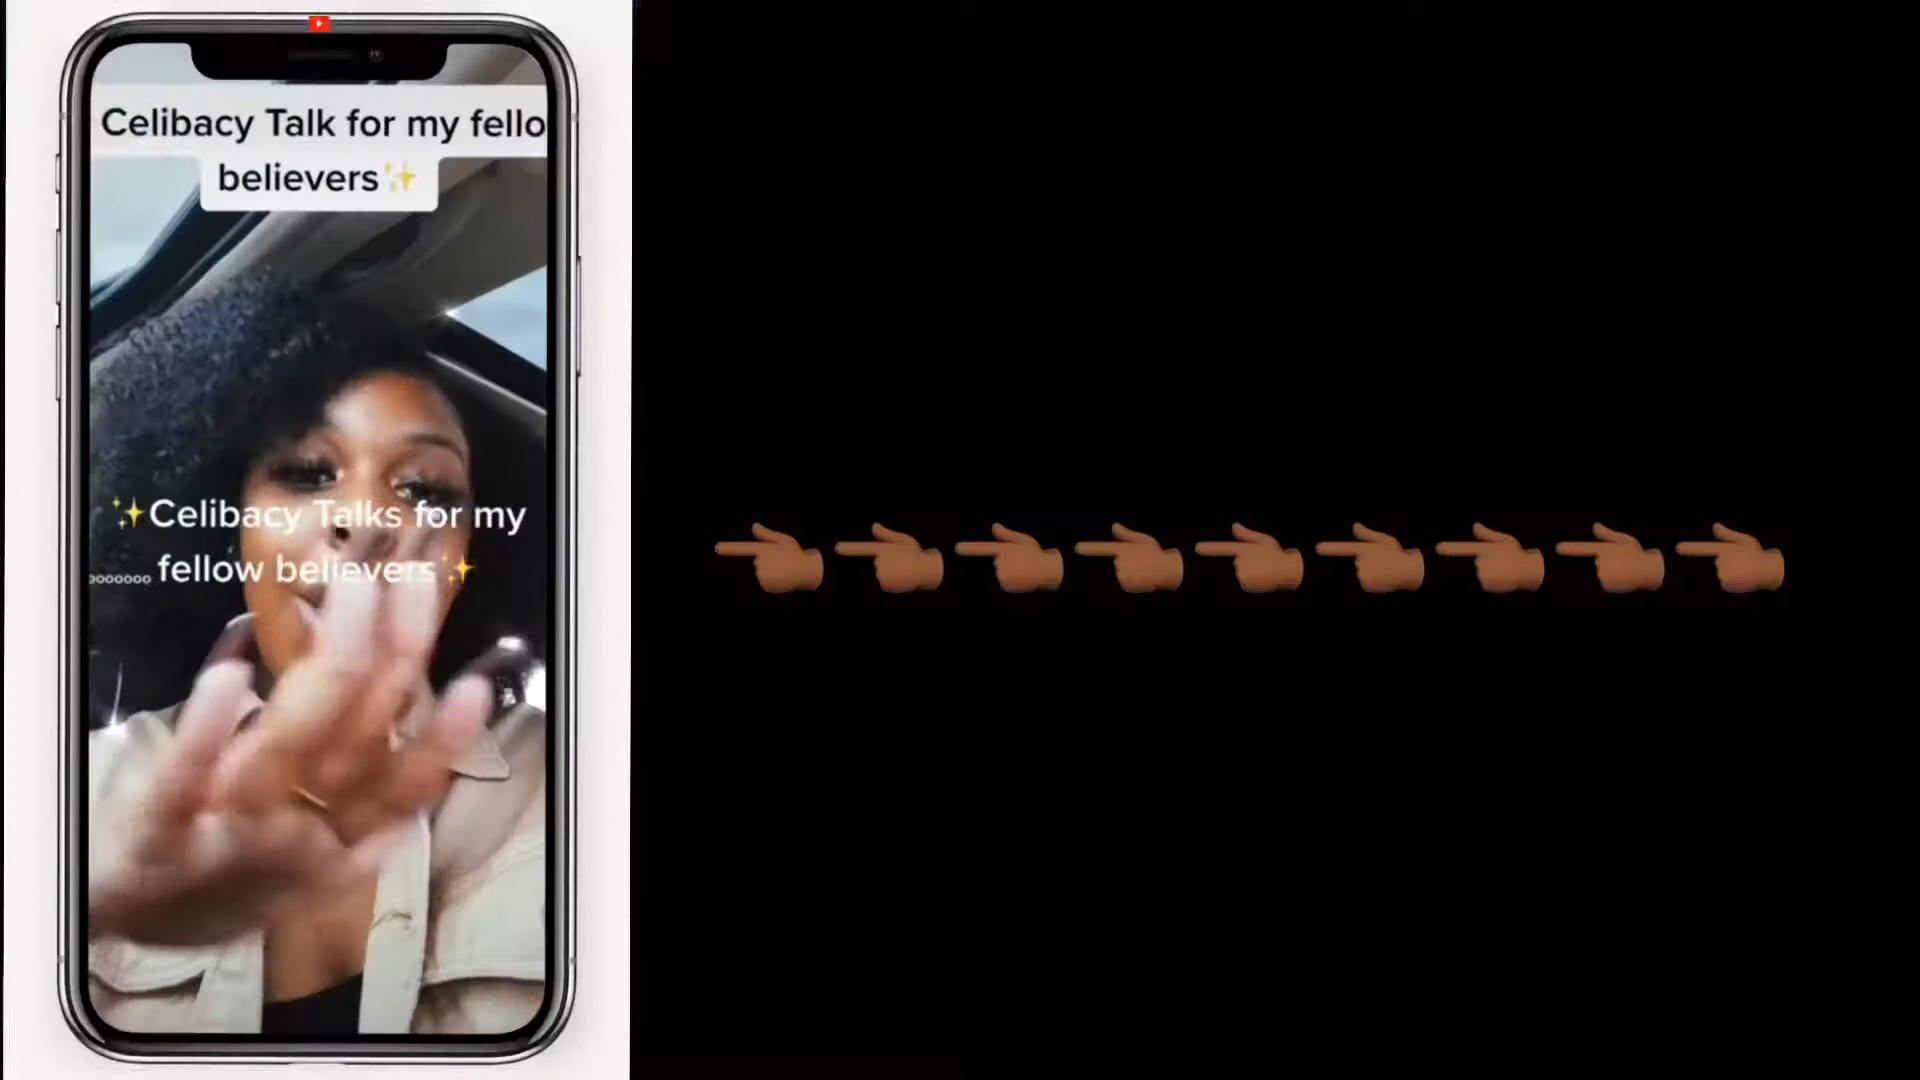 Celibacy Talk for my fello
believers✨
✨Celibacy Talks for my
fellow believers✨